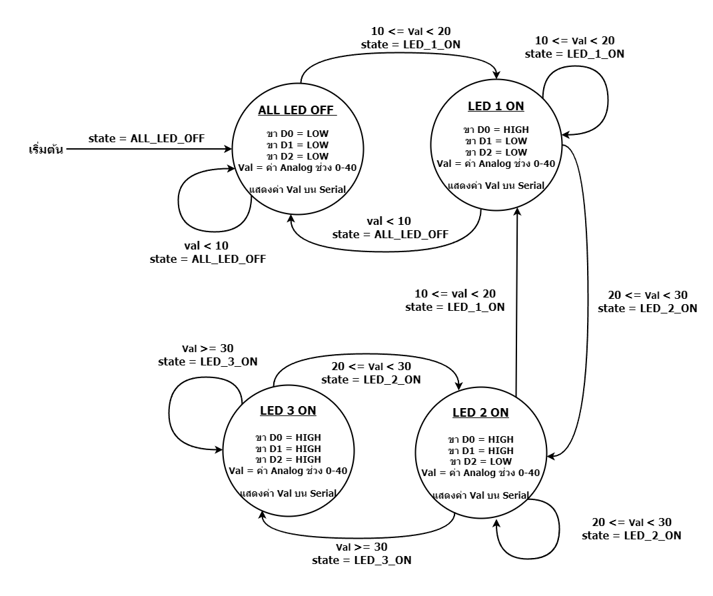 10 <= Val < 20
state = LED_1_ON
10 <= Val < 20
state = LED_1_ON
ALL LED OFF
ขา D0 = LOW
ขา D1 = LOW
ขา D2 = LOW
Val = ค่า Analog ช่วง 0-40
แสดงค่า Val บน Serial
LED 1 ON
ขา D0 = HIGH
ขา D1 = LOW
ขา D2 = LOW
Val = ค่า Analog ช่วง 0-40
แสดงค่า Val บน Serial
เริ่มต้น
state = ALL_LED_OFF
val < 10
state = ALL_LED_OFF
val < 10
state = ALL_LED_OFF
10 <= val < 20
state = LED_1_ON
20 <= Val < 30
state = LED_2_ON
Val >= 30
state = LED_3_ON
20 <= Val < 30
state = LED_2_ON
LED 3 ON
ขา D0 = HIGH
ขา D1 = HIGH
ขา D2 = HIGH
Val = ค่า Analog ช่วง 0-40
แสดงค่า Val บน Serial
LED 2 ON
ขา D0 = HIGH
ขา D1 = HIGH
ขา D2 = LOW
Val = ค่า Analog ช่วง 0-40
แสดงค่า Val บน Serial
20 <= Val < 30
state = LED_2_ON
Val >= 30
state = LED_3_ON